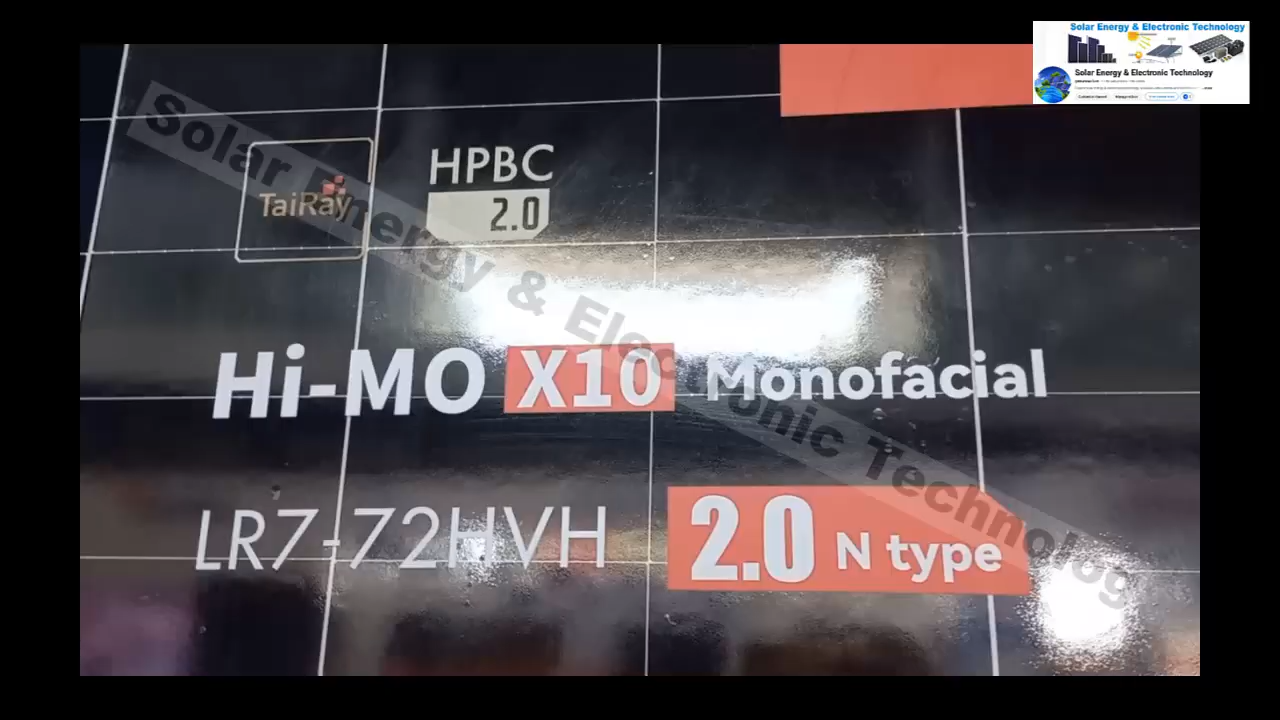 Solar Energy & Electronic Technology
Solar Energy & Electronic Technology
TaiRay
HPBC
2.0
Hi-MO X10 Monofacial
LR7-72HVH 2.0 N type
Solar Energy & Electronic Technology